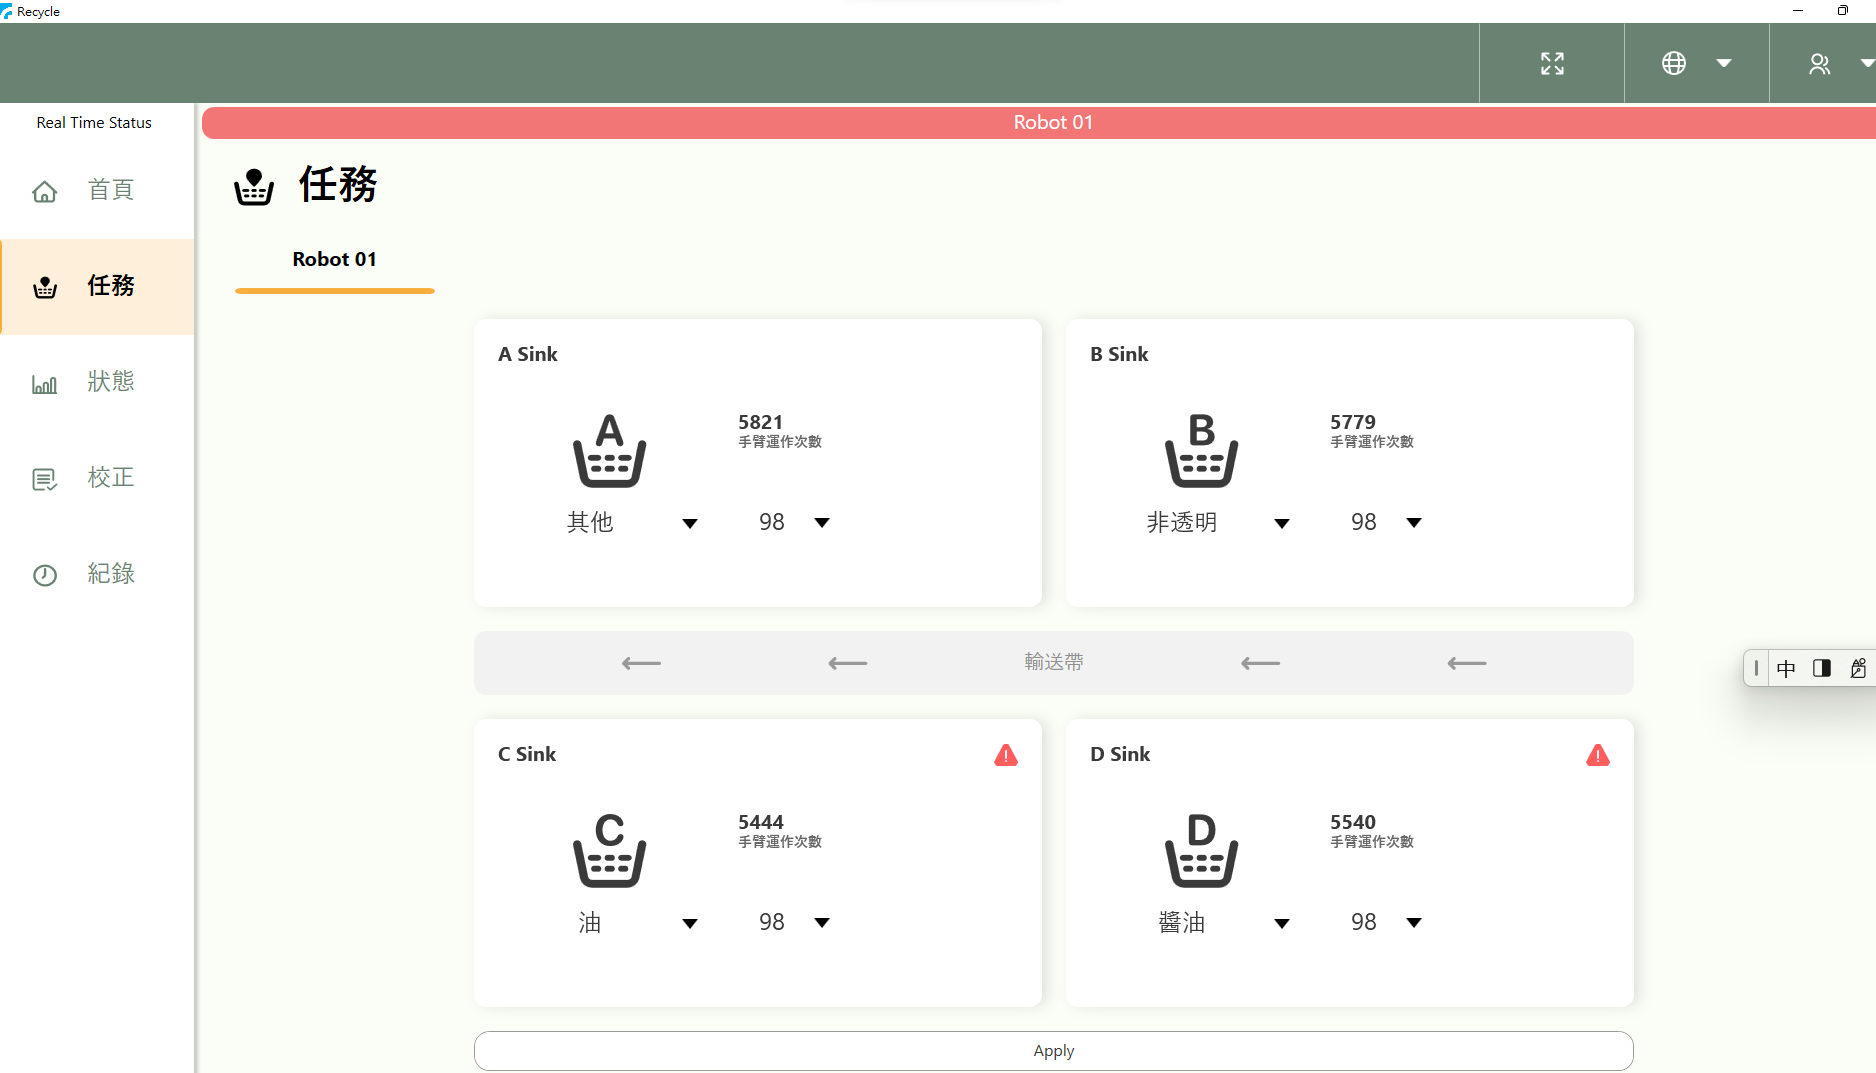 Recycle
Real Time Status
Robot 01
首頁
任務
任務
Robot 01
狀態
校正
紀錄
A Sink
A
5821
手臂運作次數
其他
98
B Sink
B
5779
手臂運作次數
非透明
98
輸送帶
中
C Sink
C
5444
手臂運作次數
油
98
D Sink
D
5540
手臂運作次數
醬油
98
Apply